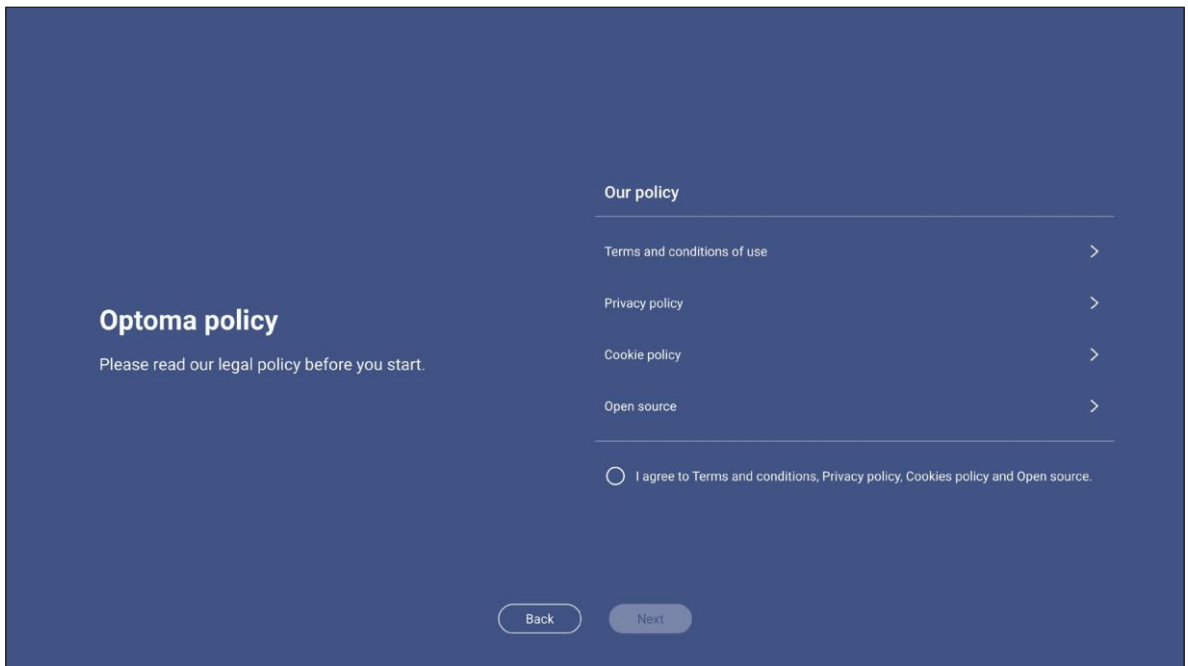 Optoma policy
Please read our legal policy before you start.
Our policy
Terms and conditions of use
Privacy policy
Cookie policy
Open source
I agree to Terms and conditions, Privacy policy, Cookies policy and Open source.
Back
Next